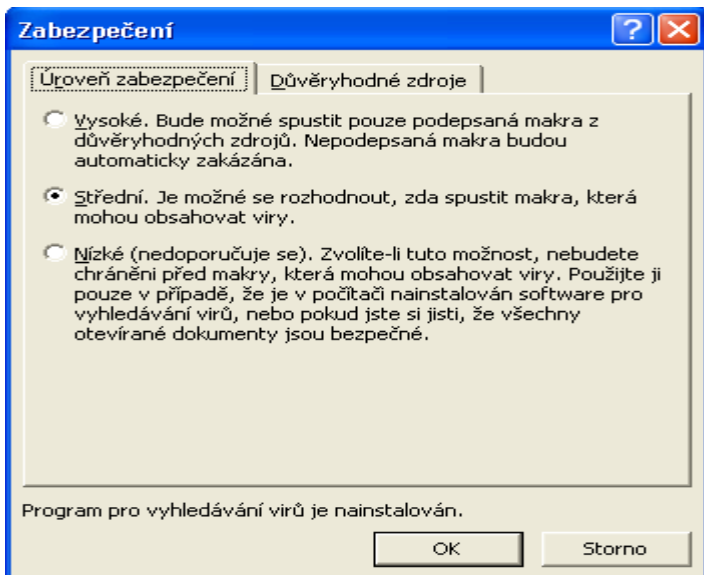 Zabezpečení
Úroveň zabezpečení Důvěryhodné zdroje
Vysoké. Bude možné spustit pouze podepsaná makra z
důvěryhodných zdrojů. Nepodepsaná makra budou
automaticky zakázána.
Střední. Je možné se rozhodnout, zda spustit makra, která
mohou obsahovat viry.
Nízké (nedoporučuje se). Zvolíte-li tuto možnost, nebudete
chráněni před makry, která mohou obsahovat viry. Použijte ji
pouze v případě, že je v počítači nainstalován software pro
vyhledávání virů, nebo pokud jste si jisti, že všechny
otevírané dokumenty jsou bezpečné.
Program pro vyhledávání virů je nainstalován.
OK Storno